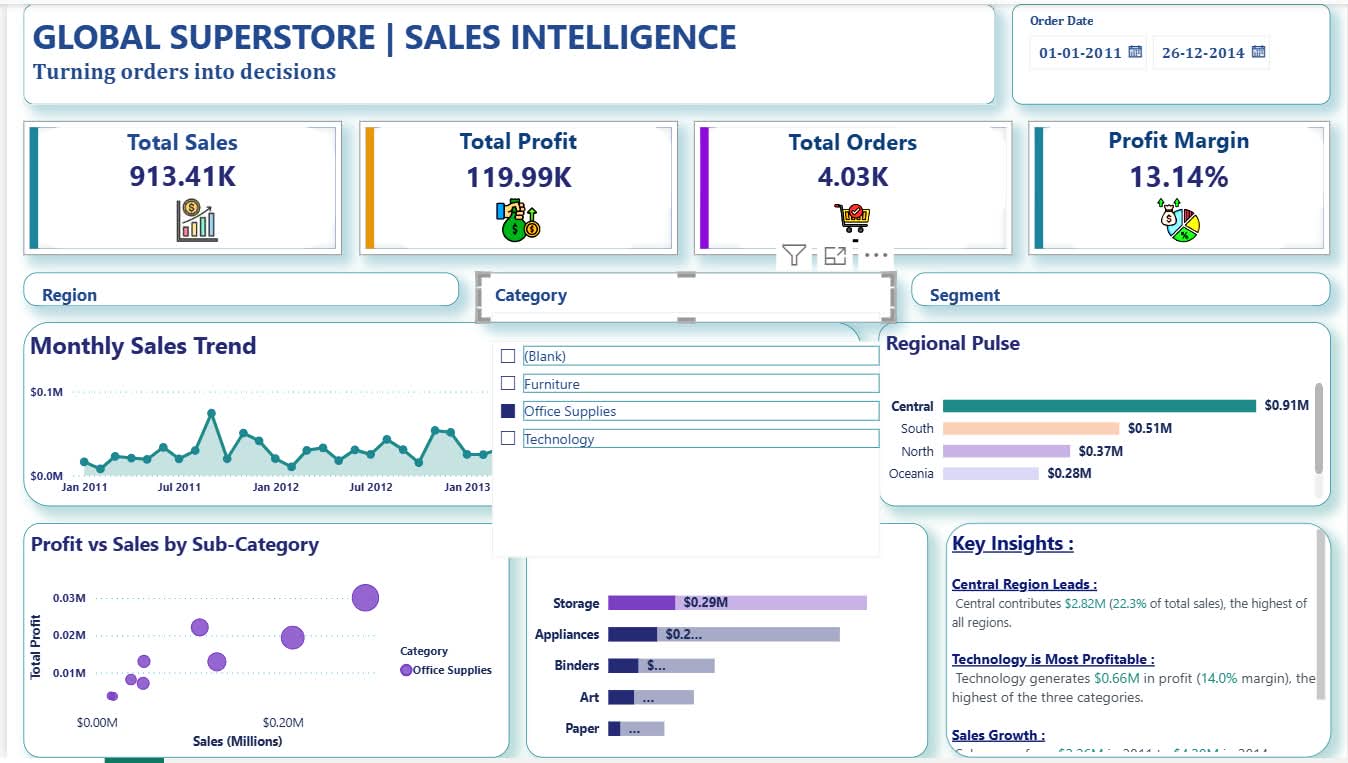 GLOBAL SUPERSTORE | SALES INTELLIGENCE
Turning orders into decisions
Order Date
01-01-2011
26-12-2014
Total Sales
913.41K
Total Profit
119.99K
Total Orders
4.03K
Profit Margin
13.14%
Region
Category
Segment
Monthly Sales Trend
$0.1M
$0.0M
Jan 2011
Jul 2011
Jan 2012
Jul 2012
Jan 2013
(Blank)
Furniture
Office Supplies
Technology
Regional Pulse
Central $0.91M
South $0.51M
North $0.37M
Oceania $0.28M
Profit vs Sales by Sub-Category
Total Profit
0.03M
0.02M
0.01M
$0.00M
$0.20M
Sales (Millions)
Category
Office Supplies
Storage $0.29M
Appliances $0.2...
Binders $...
Art ...
Paper ...
Key Insights :
Central Region Leads :
Central contributes $2.82M (22.3% of total sales), the highest of
all regions.
Technology is Most Profitable :
Technology generates $0.66M in profit (14.0% margin), the
highest of the three categories.
Sales Growth :